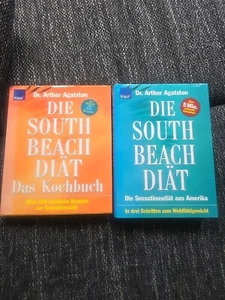 Dr. Arthur Agatston
DIE
SOUTH
BEACH
DIÄT
Das Kochbuch
Dr. Arthur Agatston
DIE
SOUTH
BEACH
DIÄT
Die Sensationsdiät aus Amerika
In drei Schritten zum Wohlfühlgewicht